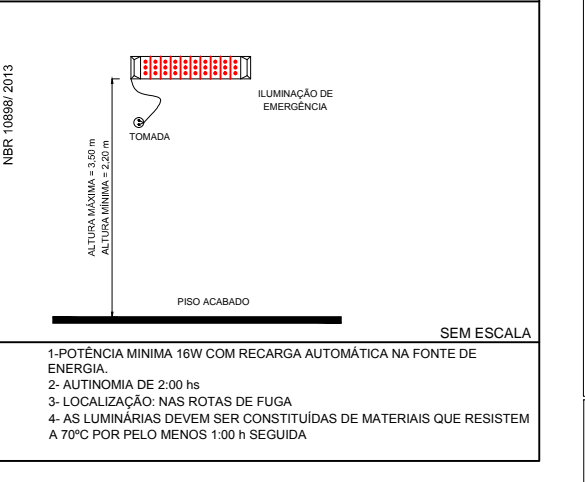 NBR 10898/ 2013
ILUMINAÇÃO DE
EMERGÊNCIA
TOMADA
ALTURA MÁXIMA = 3,50 m
ALTURA MÍNIMA = 2,20 m
PISO ACABADO
SEM ESCALA
1-POTÊNCIA MINIMA 16W COM RECARGA AUTOMÁTICA NA FONTE DE
ENERGIA.
2- AUTINOMIA DE 2:00 hs
3- LOCALIZAÇÃO: NAS ROTAS DE FUGA
4- AS LUMINÁRIAS DEVEM SER CONSTITUÍDAS DE MATERIAIS QUE RESISTEM
A 70ºC POR PELO MENOS 1:00 h SEGUIDA